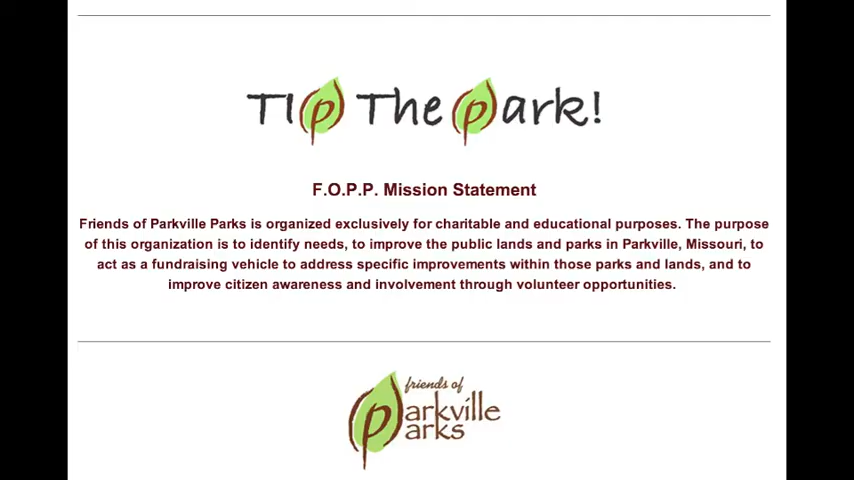 TIp The park!
F.O.P.P. Mission Statement
Friends of Parkville Parks is organized exclusively for charitable and educational purposes. The purpose
of this organization is to identify needs, to improve the public lands and parks in Parkville, Missouri, to
act as a fundraising vehicle to address specific improvements within those parks and lands, and to
improve citizen awareness and involvement through volunteer opportunities.
friends of
parkville
parks